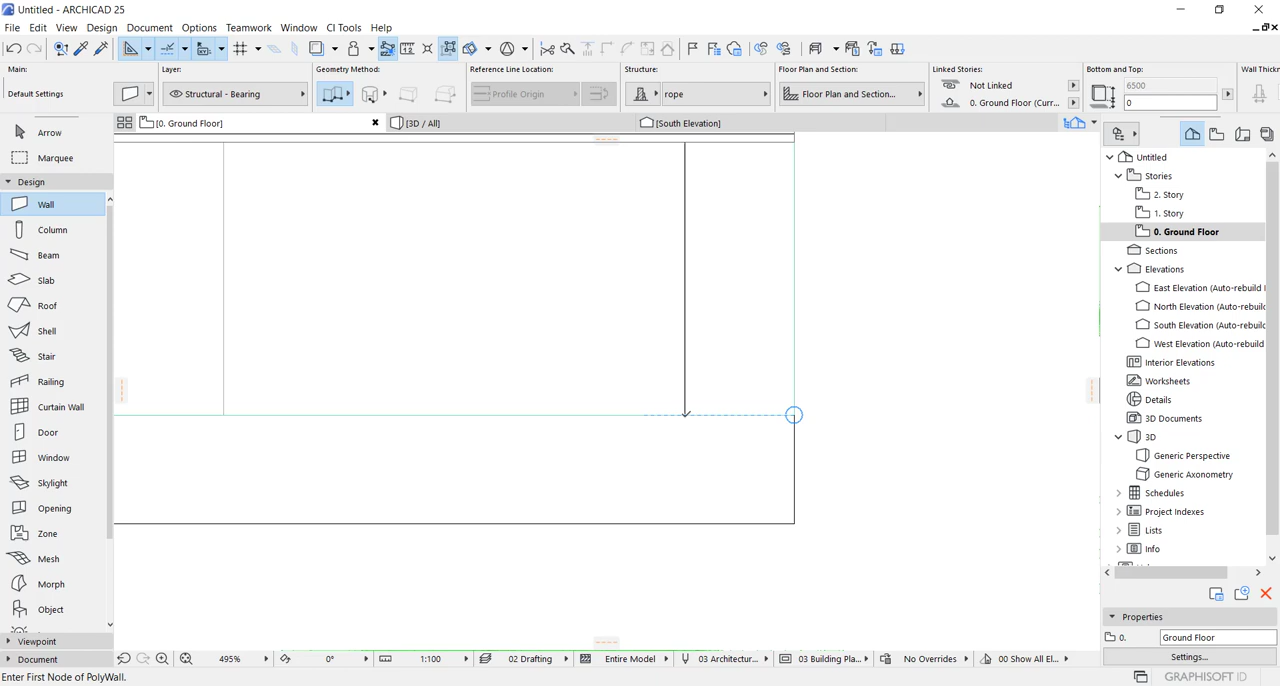 Untitled - ARCHICAD 25
File Edit View Design Document Options Teamwork Window CI Tools Help
Main: Layer: Geometry Method: Reference Line Location: Structure: Floor Plan and Section: Linked Stories: Bottom and Top: Wall Thickn
Default Settings Structural - Bearing Profile Origin rope Floor Plan and Section... Not Linked 6500
0. Ground Floor (Curr... 0
[0. Ground Floor] [3D / All] [South Elevation]
Arrow
Marquee
Design
Wall
Column
Beam
Slab
Roof
Shell
Stair
Railing
Curtain Wall
Door
Window
Skylight
Opening
Zone
Mesh
Morph
Object
Viewpoint
Document
Untitled
Stories
2. Story
1. Story
0. Ground Floor
Sections
Elevations
East Elevation (Auto-rebuild
North Elevation (Auto-rebuild
South Elevation (Auto-rebuild
West Elevation (Auto-rebuild
Interior Elevations
Worksheets
Details
3D Documents
3D
Generic Perspective
Generic Axonometry
Schedules
Project Indexes
Lists
Info
Properties
0. Ground Floor
Settings...
495% 0° 1:100 02 Drafting Entire Model 03 Architectur... 03 Building Pla... No Overrides 00 Show All El...
Enter First Node of PolyWall.
GRAPHISOFT ID